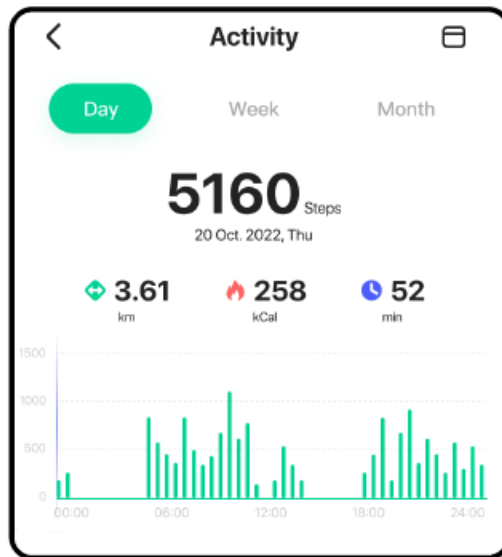 Activity
Day Week Month
5160 Steps
20 Oct. 2022, Thu
3.61 258 52
km kCal min
1500
1000
500
0
00:00 06:00 12:00 18:00 24:00